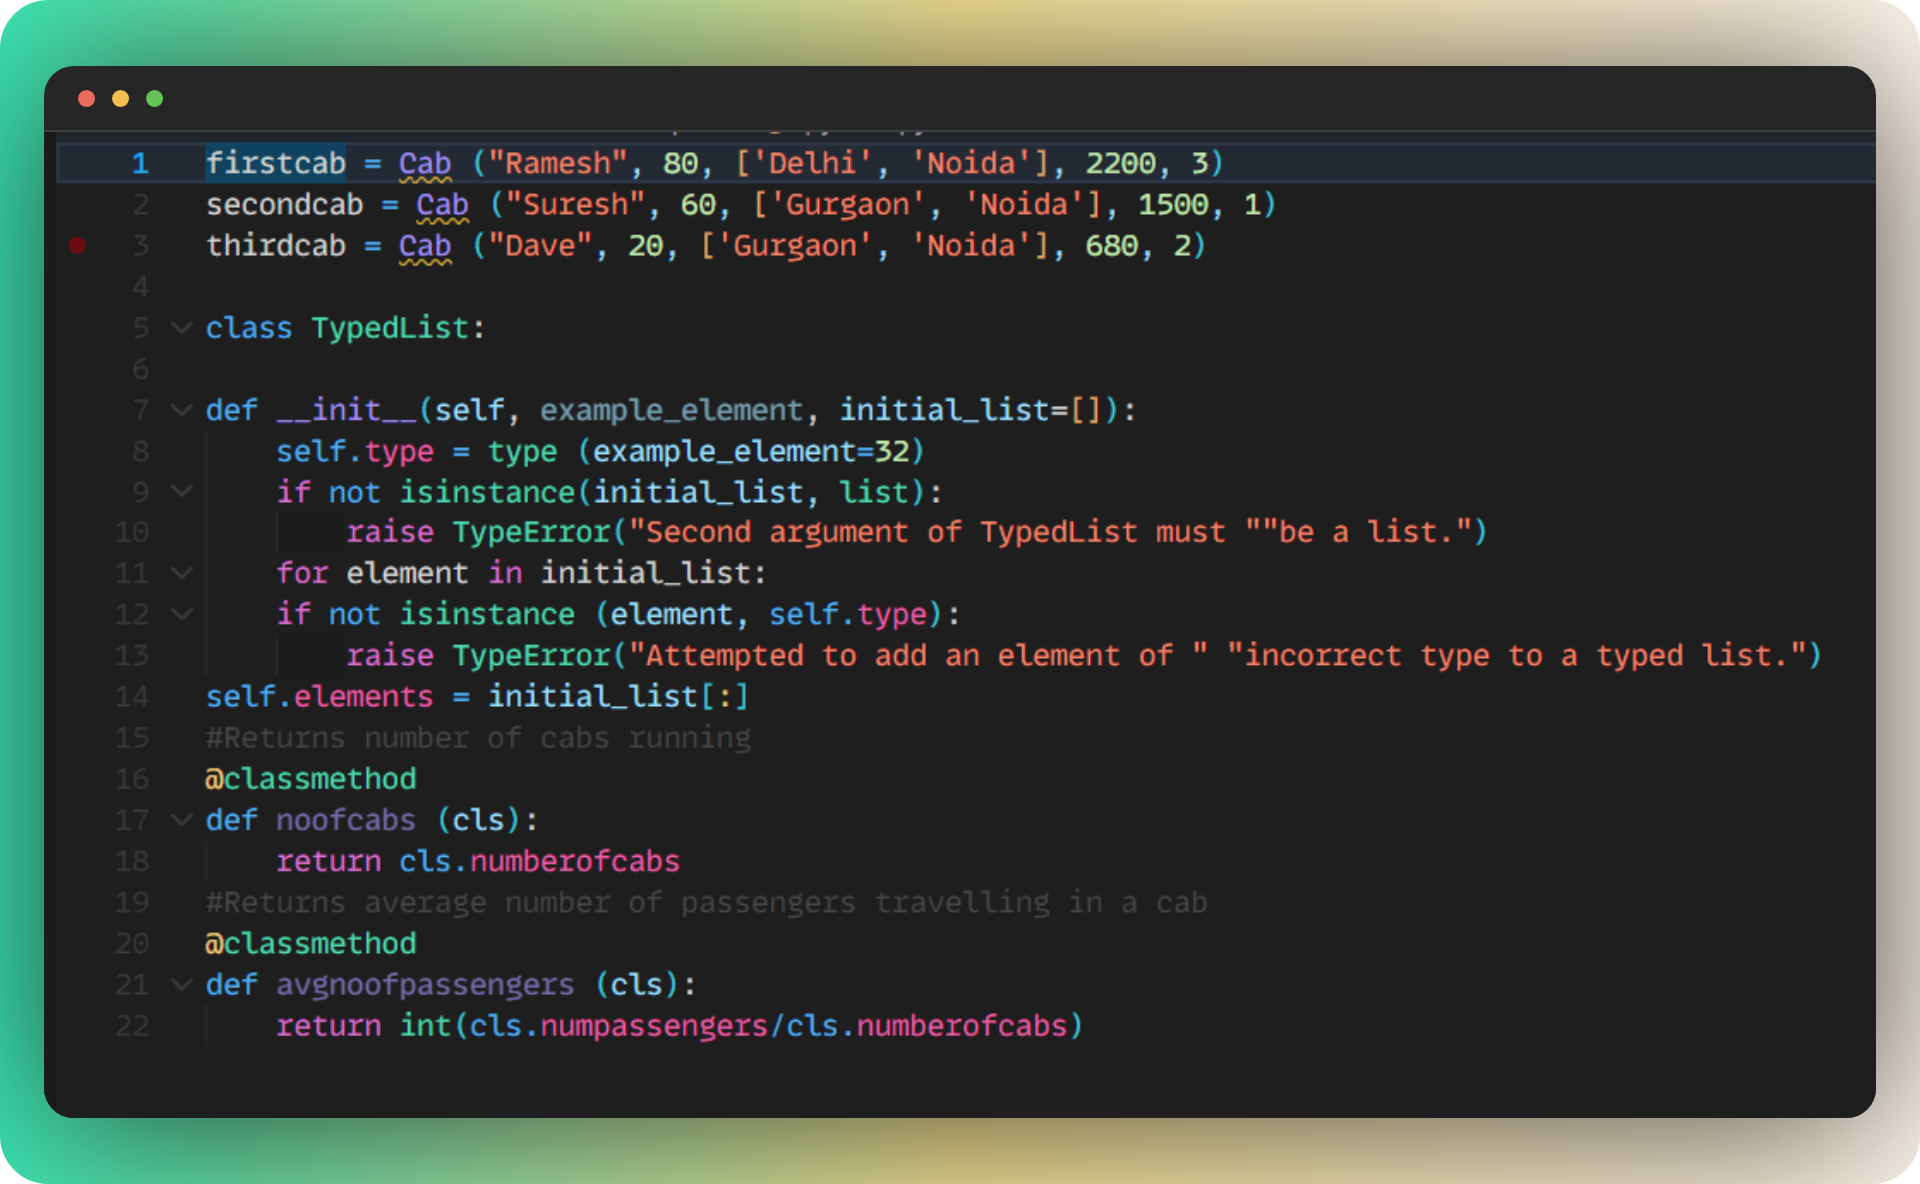 1 firstcab = Cab ("Ramesh", 80, ['Delhi', 'Noida'], 2200, 3)
2 secondcab = Cab ("Suresh", 60, ['Gurgaon', 'Noida'], 1500, 1)
3 thirdcab = Cab ("Dave", 20, ['Gurgaon', 'Noida'], 680, 2)
4
5 class TypedList:
6
7 def __init__(self, example_element, initial_list=[]):
8 self.type = type (example_element=32)
9 if not isinstance(initial_list, list):
10 raise TypeError("Second argument of TypedList must ""be a list.")
11 for element in initial_list:
12 if not isinstance (element, self.type):
13 raise TypeError("Attempted to add an element of " "incorrect type to a typed list.")
14 self.elements = initial_list[:]
15 #Returns number of cabs running
16 @classmethod
17 def noofcabs (cls):
18 return cls.numberofcabs
19 #Returns average number of passengers travelling in a cab
20 @classmethod
21 def avgnoofpassengers (cls):
22 return int(cls.numpassengers/cls.numberofcabs)